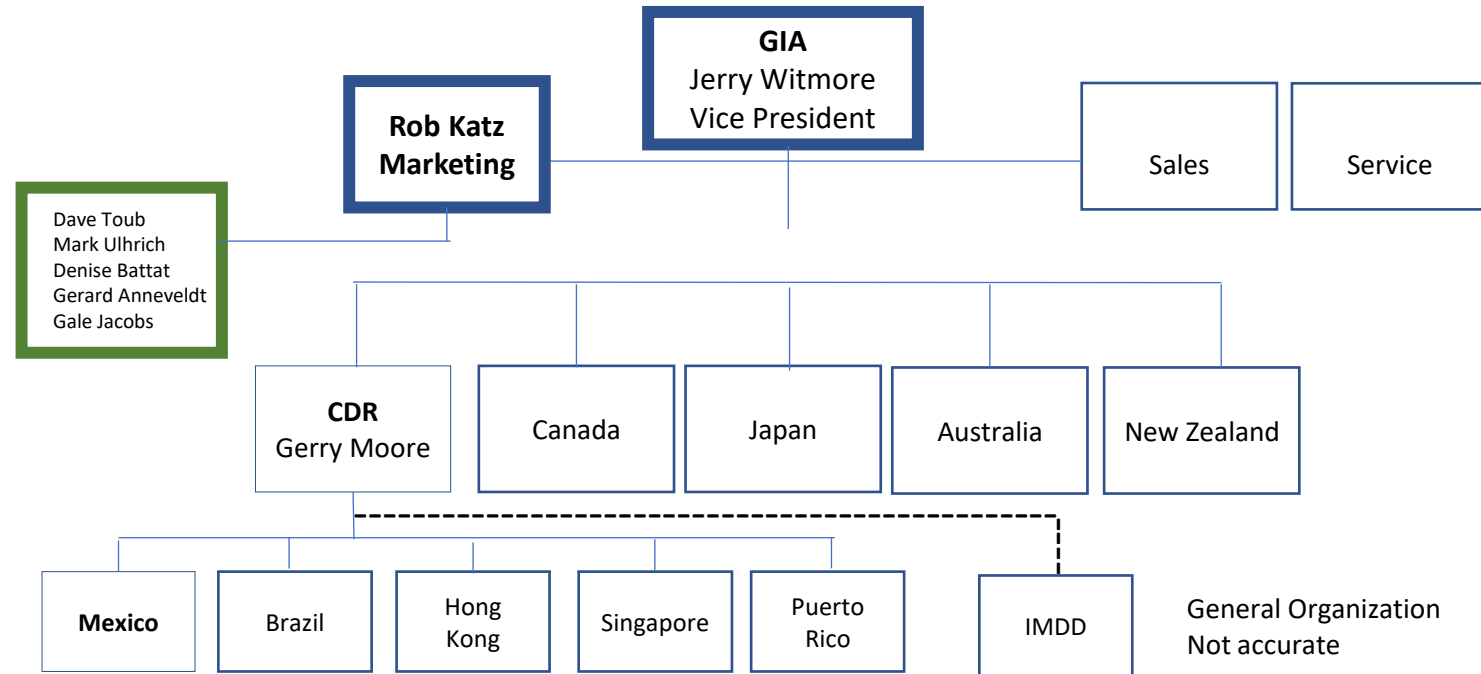 GIA
Jerry Witmore
Vice President
Rob Katz
Marketing
Sales
Service
Dave Toub
Mark Ulhrich
Denise Battat
Gerard Anneveldt
Gale Jacobs
CDR
Gerry Moore
Canada
Japan
Australia
New Zealand
Mexico
Brazil
Hong
Kong
Singapore
Puerto
Rico
IMDD
General Organization
Not accurate